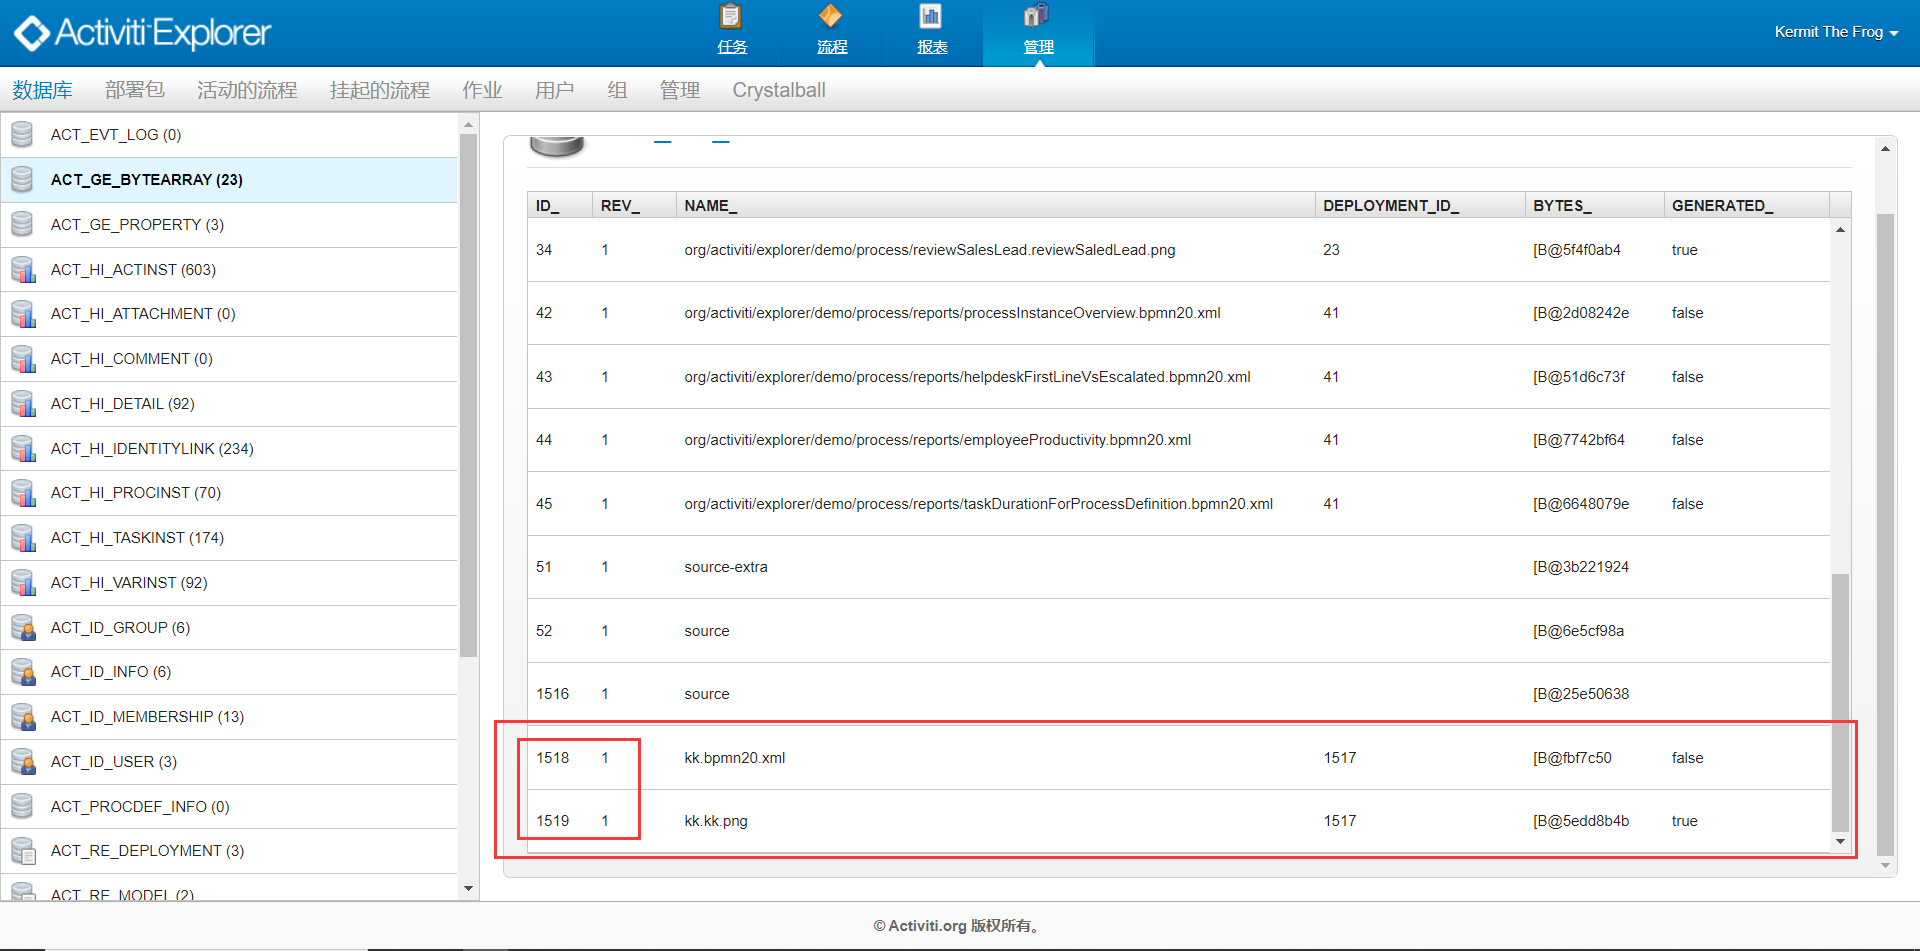 Activiti Explorer
任务 流程 报表 管理
Kermit The Frog
数据库 部署包 活动的流程 挂起的流程 作业 用户 组 管理 Crystalball
ACT_EVT_LOG (0)
ACT_GE_BYTEARRAY (23)
ACT_GE_PROPERTY (3)
ACT_HI_ACTINST (603)
ACT_HI_ATTACHMENT (0)
ACT_HI_COMMENT (0)
ACT_HI_DETAIL (92)
ACT_HI_IDENTITYLINK (234)
ACT_HI_PROCINST (70)
ACT_HI_TASKINST (174)
ACT_HI_VARINST (92)
ACT_ID_GROUP (6)
ACT_ID_INFO (6)
ACT_ID_MEMBERSHIP (13)
ACT_ID_USER (3)
ACT_PROCDEF_INFO (0)
ACT_RE_DEPLOYMENT (3)
ACT_RE_MODEL (2)
ID_ REV_ NAME_ DEPLOYMENT_ID_ BYTES_ GENERATED_
34 1 org/activiti/explorer/demo/process/reviewSalesLead.reviewSaledLead.png 23 [B@5f4f0ab4 true
42 1 org/activiti/explorer/demo/process/reports/processInstanceOverview.bpmn20.xml 41 [B@2d08242e false
43 1 org/activiti/explorer/demo/process/reports/helpdeskFirstLineVsEscalated.bpmn20.xml 41 [B@51d6c73f false
44 1 org/activiti/explorer/demo/process/reports/employeeProductivity.bpmn20.xml 41 [B@7742bf64 false
45 1 org/activiti/explorer/demo/process/reports/taskDurationForProcessDefinition.bpmn20.xml 41 [B@6648079e false
51 1 source-extra [B@3b221924
52 1 source [B@6e5cf98a
1516 1 source [B@25e50638
1518 1 kk.bpmn20.xml 1517 [B@fbf7c50 false
1519 1 kk.kk.png 1517 [B@5edd8b4b true
© Activiti.org 版权所有。